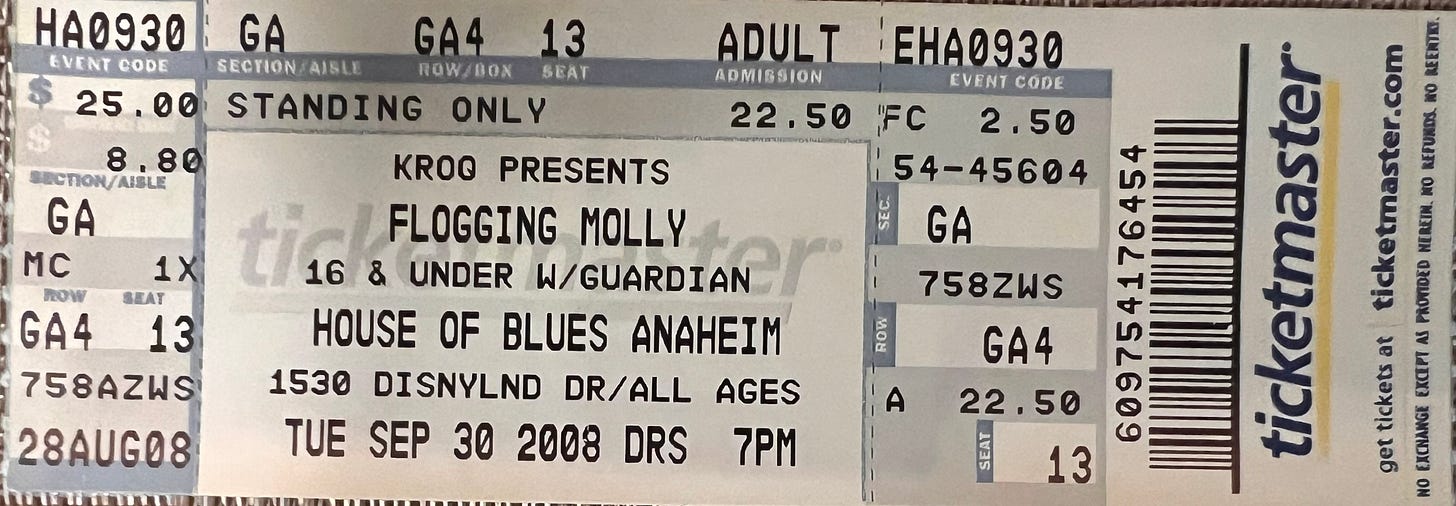 HA0930 GA GA4 13 ADULT EHA0930
EVENT CODE SECTION/AISLE ROW/BOX SEAT ADMISSION EVENT CODE
$ 25.00 STANDING ONLY 22.50 FC 2.50
$ 8.80
SECTION/AISLE
GA
MC 1X
ROW SEAT
GA4 13
758AZWS
28AUG08
KROQ PRESENTS
FLOGGING MOLLY
16 & UNDER W/GUARDIAN
HOUSE OF BLUES ANAHEIM
1530 DISNYLND DR/ALL AGES
TUE SEP 30 2008 DRS 7PM
ticketmaster
54-45604
SEC. GA
758ZWS
ROW GA4
A 22.50
SEAT 13
609754176454
ticketmaster
get tickets at ticketmaster.com
NO EXCHANGE EXCEPT AS PROVIDED HEREIN. NO REFUNDS. NO REENTRY.